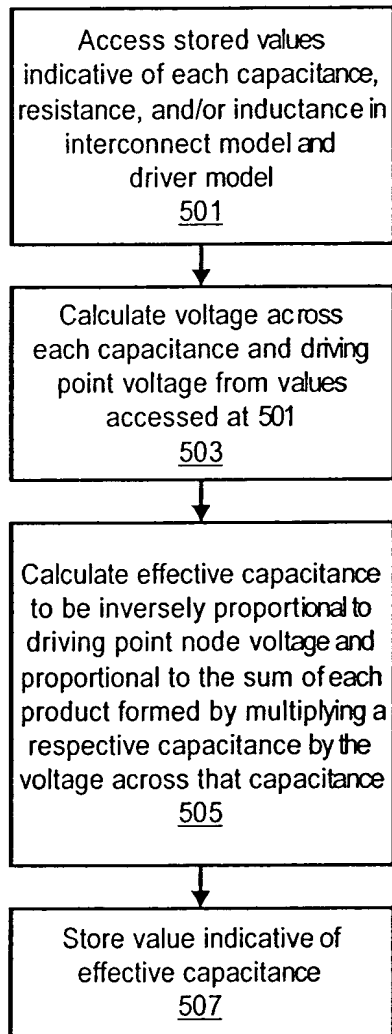 Access stored values
indicative of each capacitance,
resistance, and/or inductance in
interconnect model and
driver model
501
Calculate voltage across
each capacitance and driving
point voltage from values
accessed at 501
503
Calculate effective capacitance
to be inversely proportional to
driving point node voltage and
proportional to the sum of each
product formed by multiplying a
respective capacitance by the
voltage across that capacitance
505
Store value indicative of
effective capacitance
507